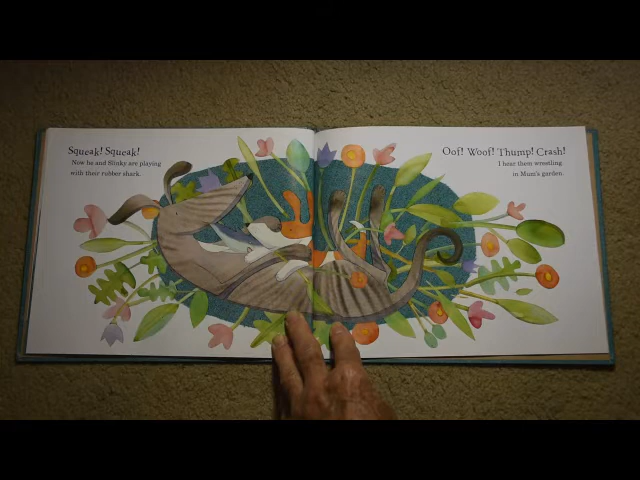 Squeak! Squeak!
Now he and Slinky are playing
with their rubber shark.
Oof! Woof! Thump! Crash!
I hear them wrestling
in Mum's garden